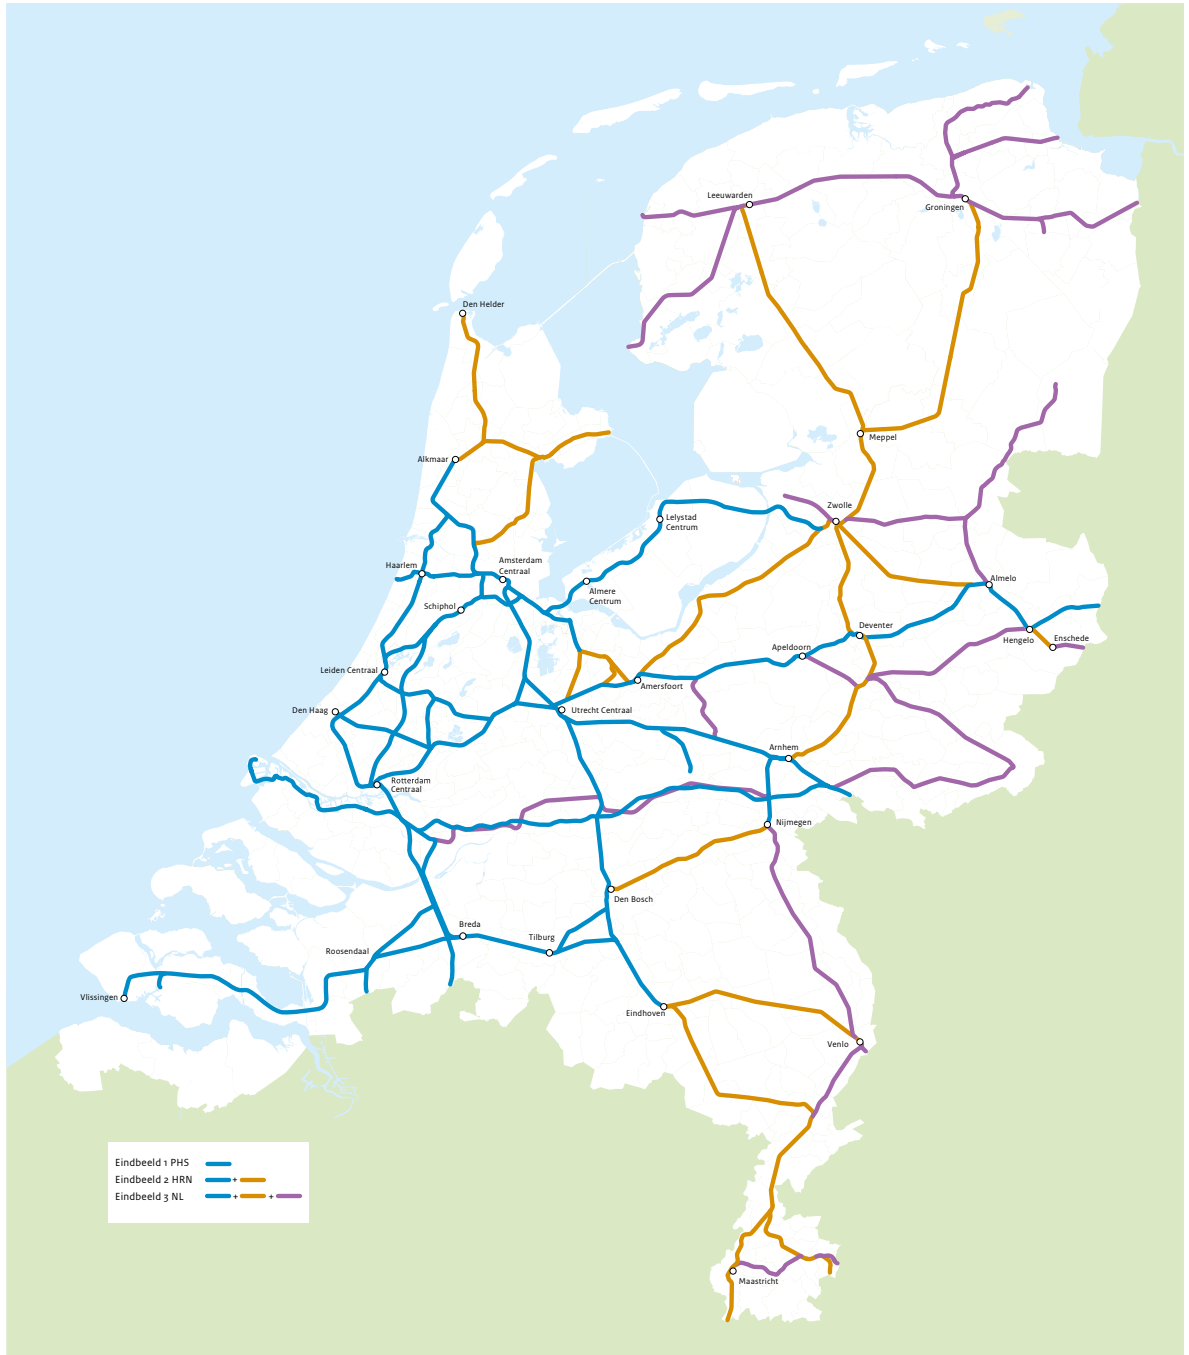 Leeuwarden
Groningen
Den Helder
Meppel
Alkmaar
Zwolle
Lelystad
Centrum
Haarlem
Amsterdam
Centraal
Almelo
Almere
Centrum
Schiphol
Deventer
Hengelo
Enschede
Apeldoorn
Leiden Centraal
Amersfoort
Den Haag
Utrecht Centraal
Arnhem
Rotterdam
Centraal
Nijmegen
Den Bosch
Breda
Tilburg
Roosendaal
Vlissingen
Eindhoven
Venlo
Eindbeeld 1 PHS
Eindbeeld 2 HRN +
Eindbeeld 3 NL + +
Maastricht